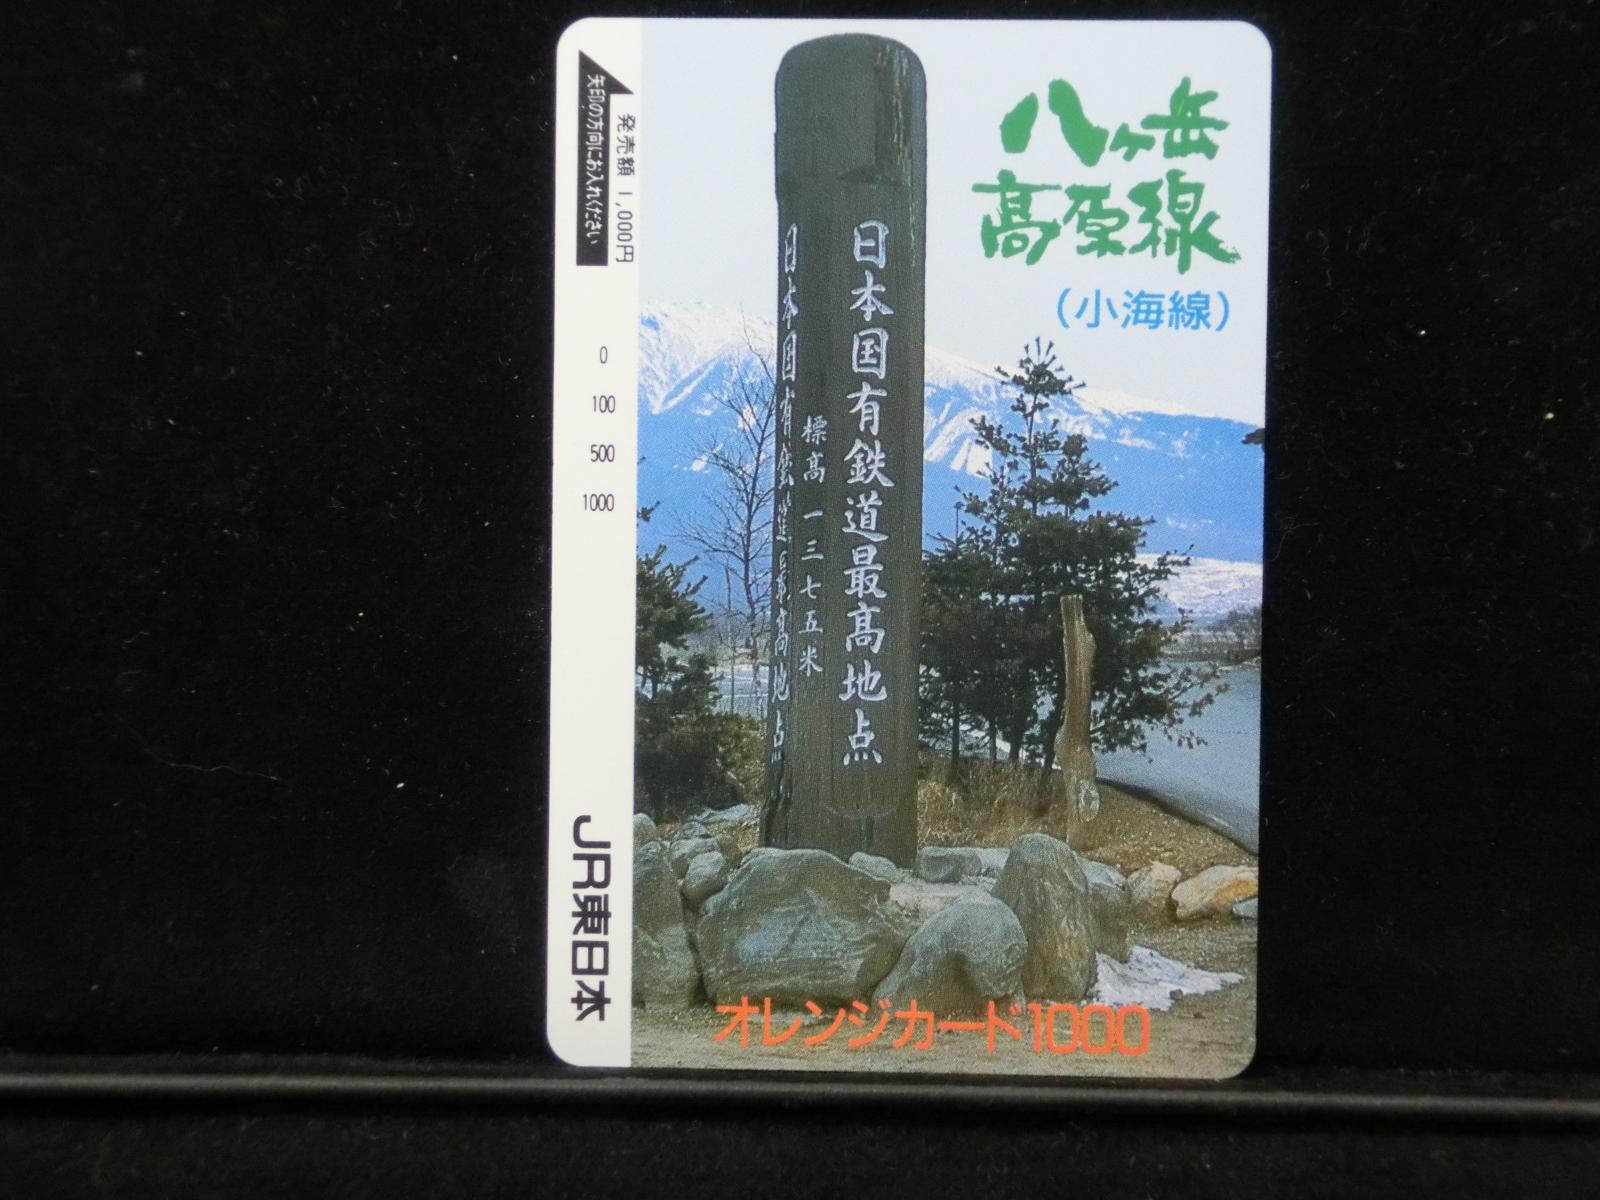 八ヶ岳
高原線
(小海線)
日本国有鉄道最高地点
標高 一三七五米
日本国有鉄道最高地点
オレンジカード1000
発売額 1,000円
矢印の方向にお入れください
0
100
500
1000
JR東日本